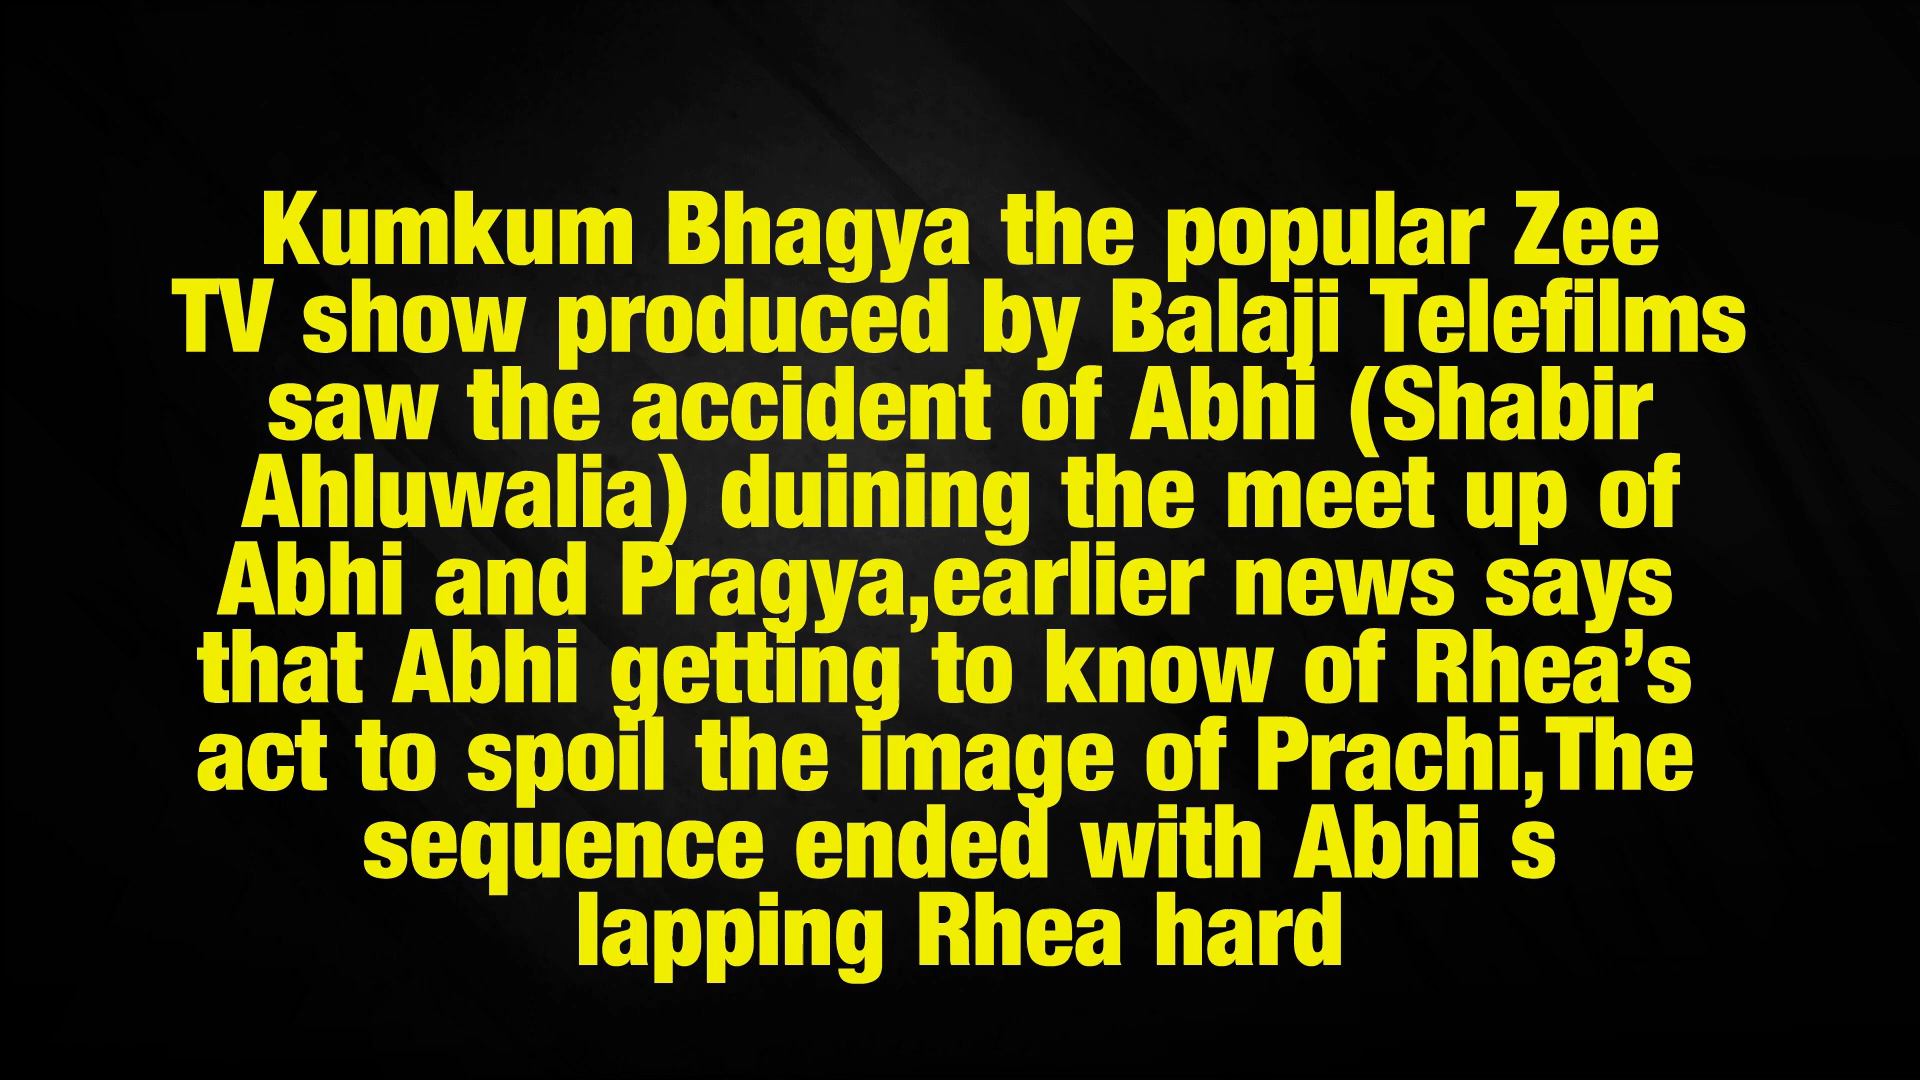 Kumkum Bhagya the popular Zee
TV show produced by Balaji Telefilms
saw the accident of Abhi (Shabir
Ahluwalia) duining the meet up of
Abhi and Pragya,earlier news says
that Abhi getting to know of Rhea’s
act to spoil the image of Prachi,The
sequence ended with Abhi s
lapping Rhea hard